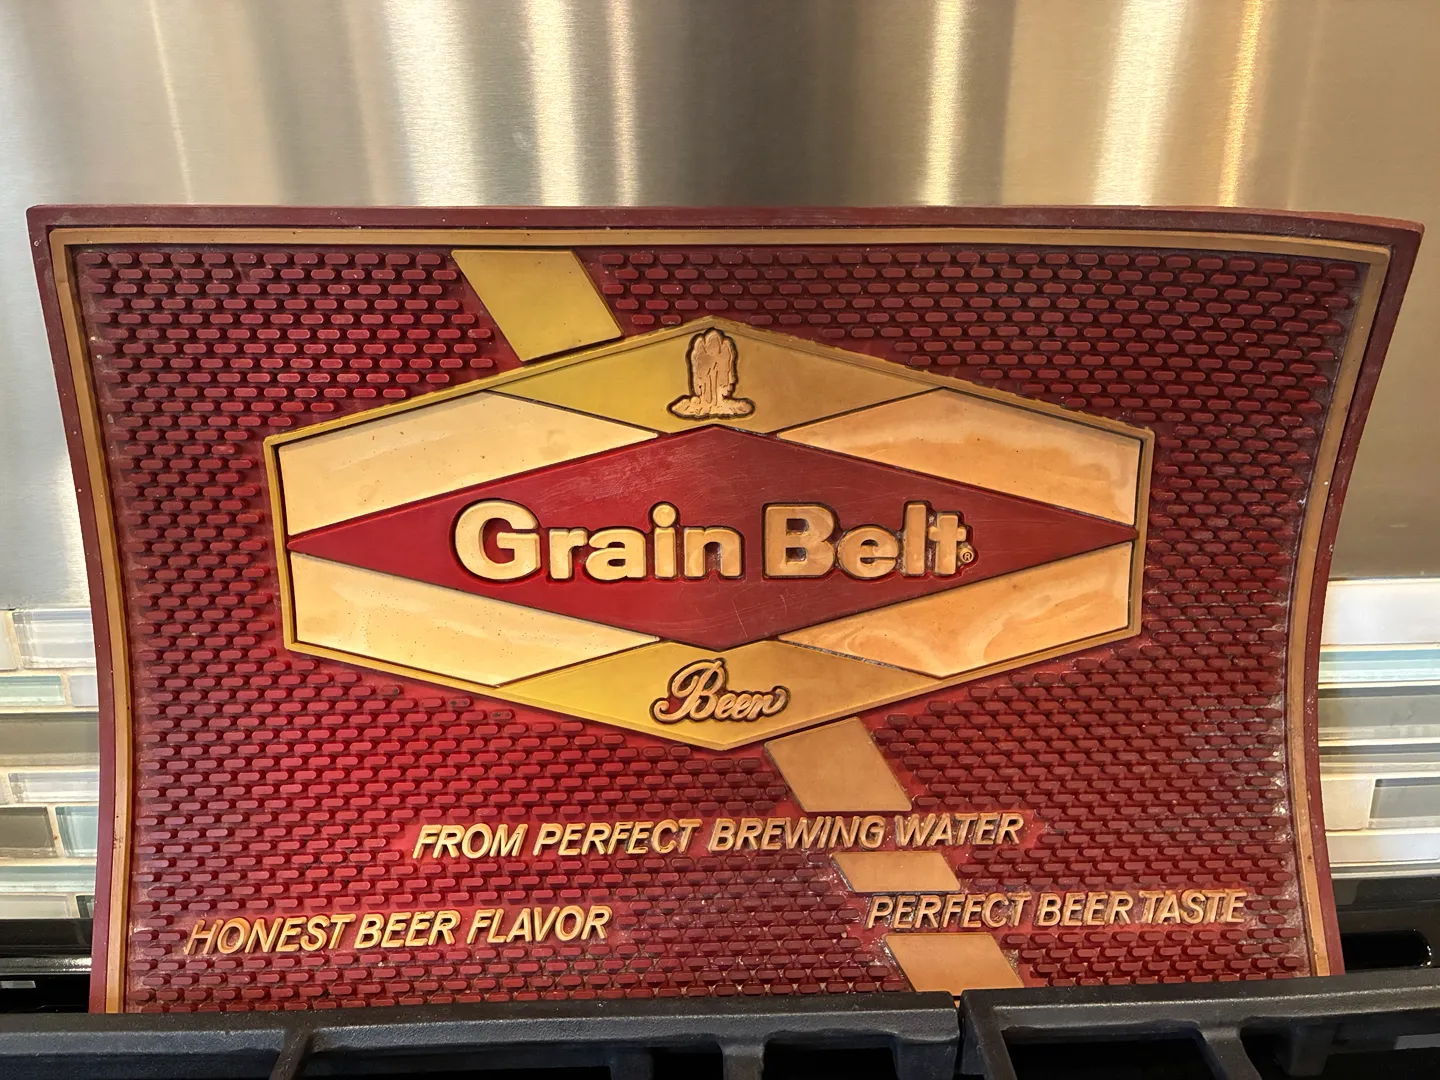 Grain Belt®
Beer
FROM PERFECT BREWING WATER
HONEST BEER FLAVOR
PERFECT BEER TASTE